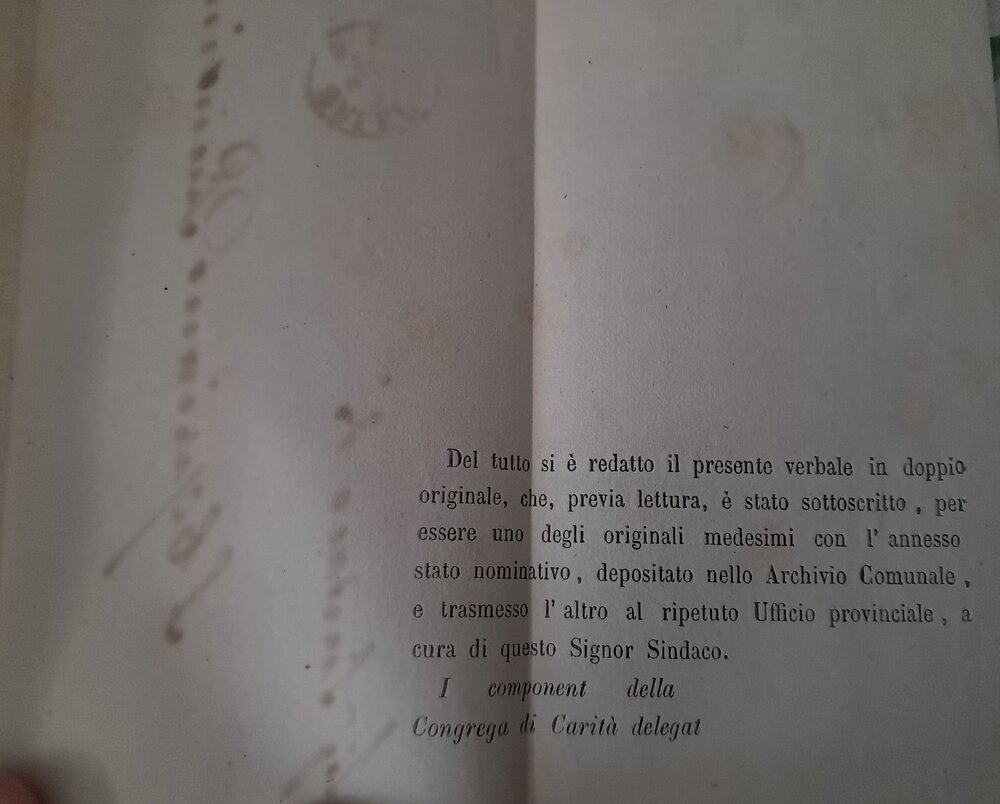 Del tutto si è redatto il presente verbale in doppio
originale, che, previa lettura, è stato sottoscritto, per
essere uno degli originali medesimi con l'annesso
stato nominativo, depositato nello Archivio Comunale,
e trasmesso l'altro al ripetuto Ufficio provinciale, a
cura di questo Signor Sindaco.
I component della
Congrega di Carità delegat